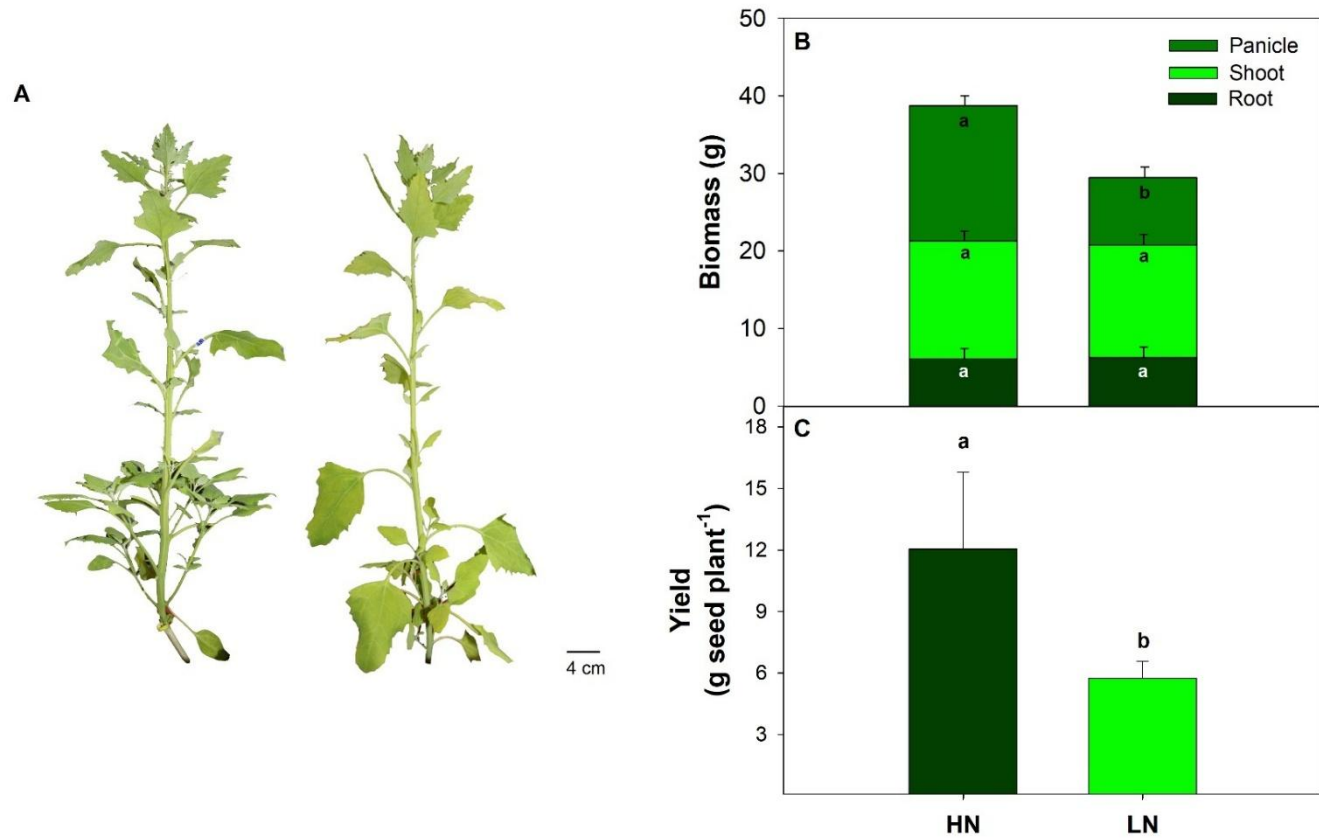 A
4 cm
B
Panicle
Shoot
Root
Biomass (g)
50
40
30
20
10
0
a
a
a
b
a
a
C
Yield
(g seed plant-1)
18
15
12
9
6
3
a
b
HN
LN